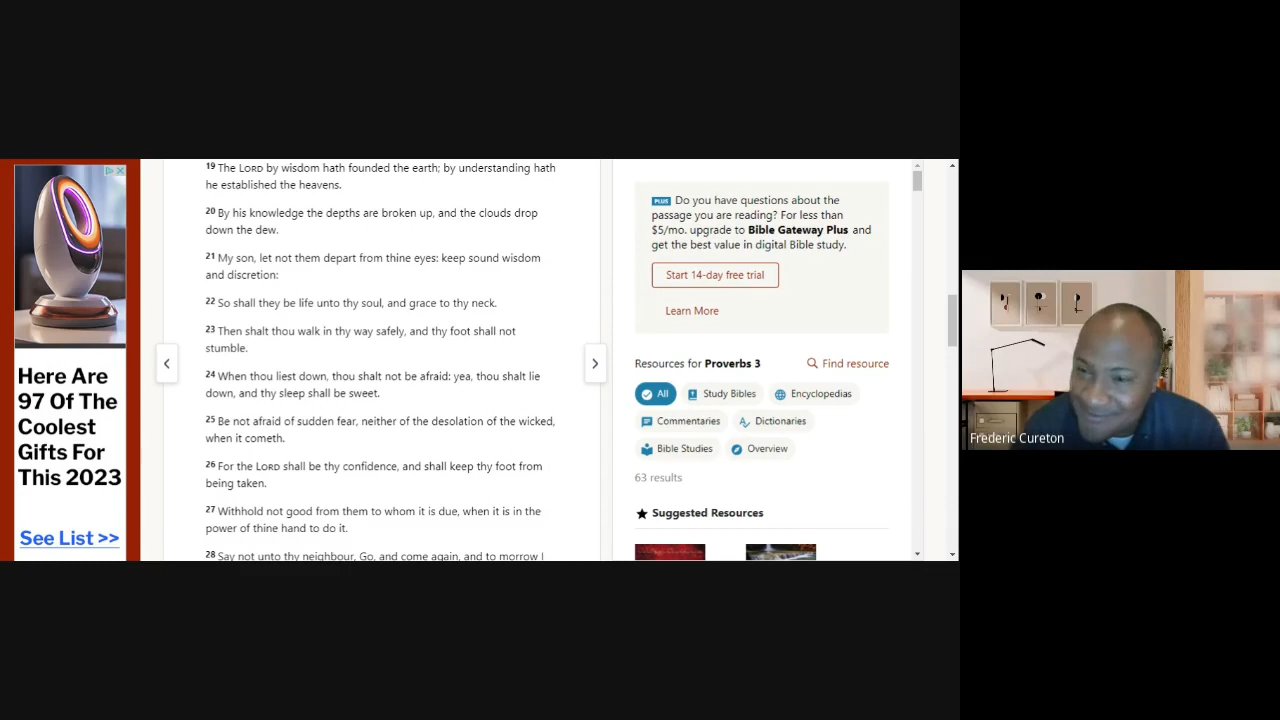 19 The LORD by wisdom hath founded the earth; by understanding hath
he established the heavens.
20 By his knowledge the depths are broken up, and the clouds drop
down the dew.
21 My son, let not them depart from thine eyes: keep sound wisdom
and discretion:
22 So shall they be life unto thy soul, and grace to thy neck.
23 Then shalt thou walk in thy way safely, and thy foot shall not
stumble.
24 When thou liest down, thou shalt not be afraid: yea, thou shalt lie
down, and thy sleep shall be sweet.
25 Be not afraid of sudden fear, neither of the desolation of the wicked,
when it cometh.
26 For the LORD shall be thy confidence, and shall keep thy foot from
being taken.
27 Withhold not good from them to whom it is due, when it is in the
power of thine hand to do it.
28 Say not unto thy neighbour, Go, and come again, and to morrow I
Here Are
97 Of The
Coolest
Gifts For
This 2023
See List >>
PLUS Do you have questions about the
passage you are reading? For less than
$5/mo. upgrade to Bible Gateway Plus and
get the best value in digital Bible study.
Start 14-day free trial
Learn More
Resources for Proverbs 3
Find resource
All
Study Bibles
Encyclopedias
Commentaries
Dictionaries
Bible Studies
Overview
63 results
Suggested Resources
Frederic Cureton